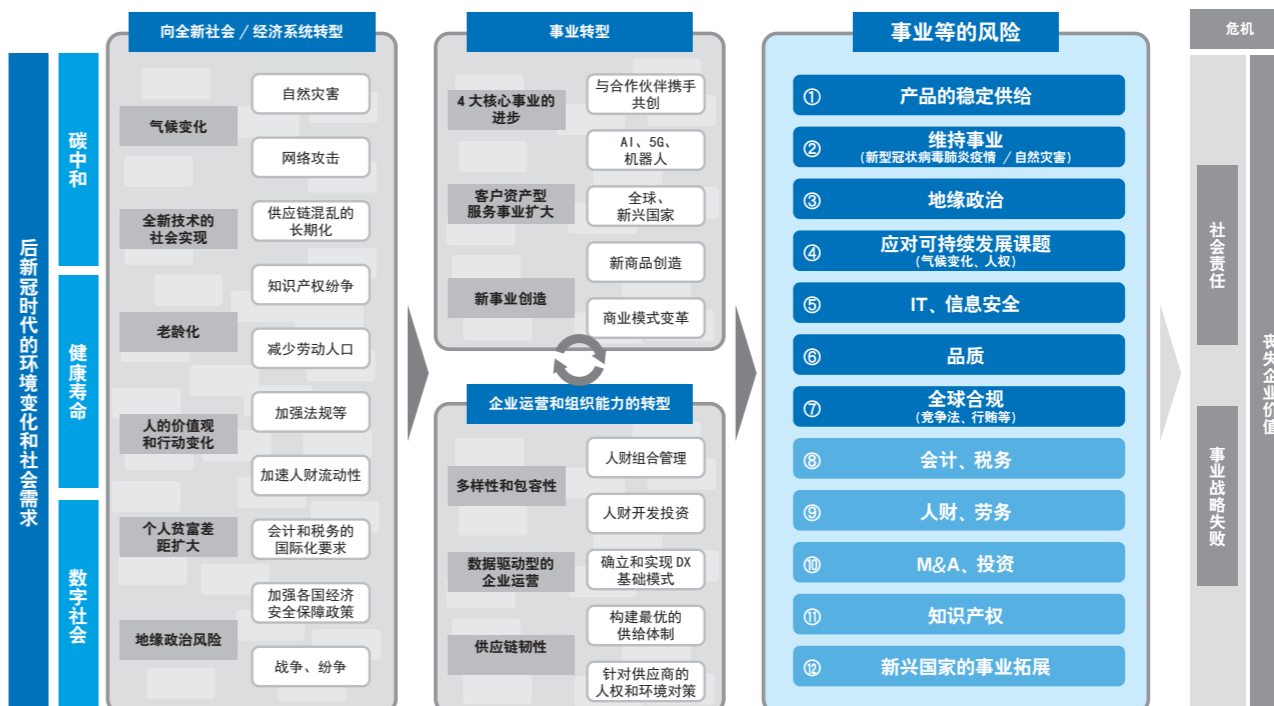 后新冠时代的环境变化和社会需求
碳中和
健康寿命
数字社会
向全新社会 / 经济系统转型
气候变化
全新技术的
社会实现
老龄化
人的价值观
和行动变化
个人贫富差
距扩大
地缘政治风险
自然灾害
网络攻击
供应链混乱的
长期化
知识产权纷争
减少劳动人口
加强法规等
加速人财流动性
会计和税务的
国际化要求
加强各国经济
安全保障政策
战争、纷争
事业转型
4 大核心事业的
进步
客户资产型
服务事业扩大
新事业创造
与合作伙伴携手
共创
AI、5G、
机器人
全球、
新兴国家
新商品创造
商业模式变革
企业运营和组织能力的转型
多样性和包容性
数据驱动型的
企业运营
供应链韧性
人财组合管理
人财开发投资
确立和实现 DX
基础模式
构建最优的
供给体制
针对供应商的
人权和环境对策
事业等的风险
① 产品的稳定供给
② 维持事业
(新型冠状病毒肺炎疫情 / 自然灾害)
③ 地缘政治
④ 应对可持续发展课题
(气候变化、人权)
⑤ IT、信息安全
⑥ 品质
⑦ 全球合规
(竞争法、行贿等)
⑧ 会计、税务
⑨ 人财、劳务
⑩ M&A、投资
⑪ 知识产权
⑫ 新兴国家的事业拓展
危机
社会责任
事业战略失败
丧失企业价值